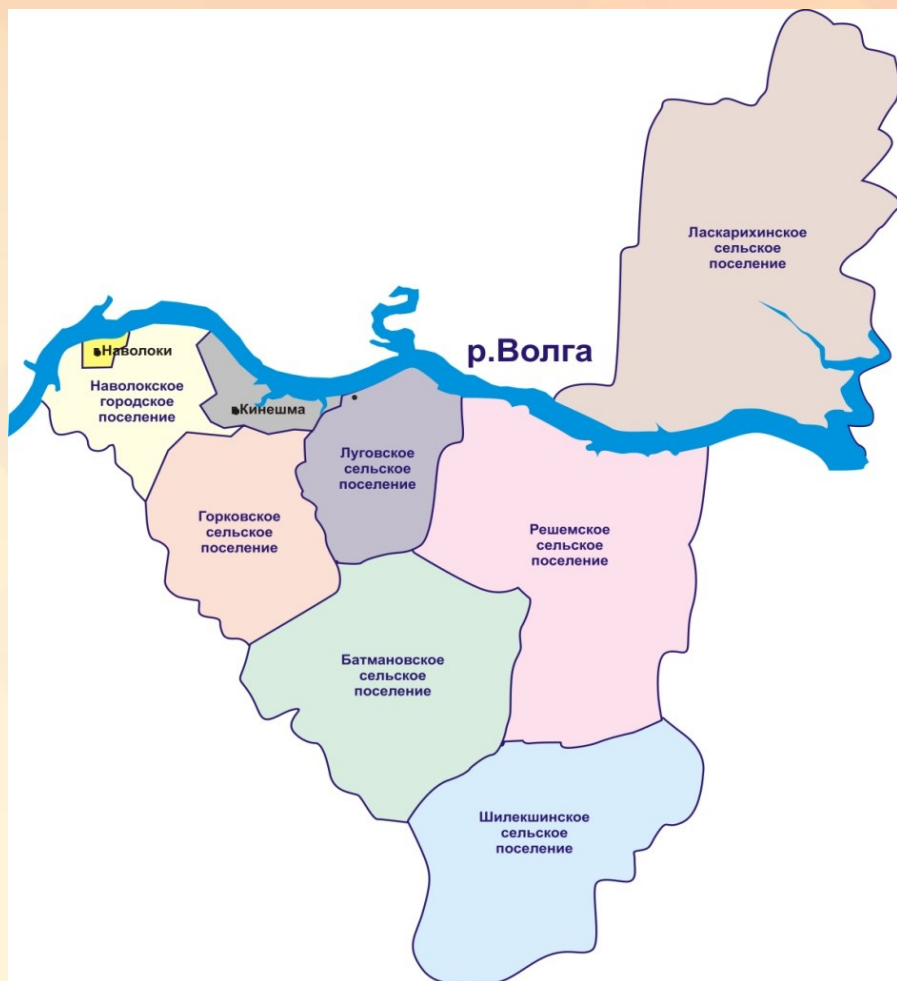 Ласкарихинское
сельское
поселение
р.Волга
Наволоки
Наволокское
городское
поселение
Кинешма
Луговское
сельское
поселение
Горковское
сельское
поселение
Решемское
сельское
поселение
Батмановское
сельское
поселение
Шилекшинское
сельское
поселение